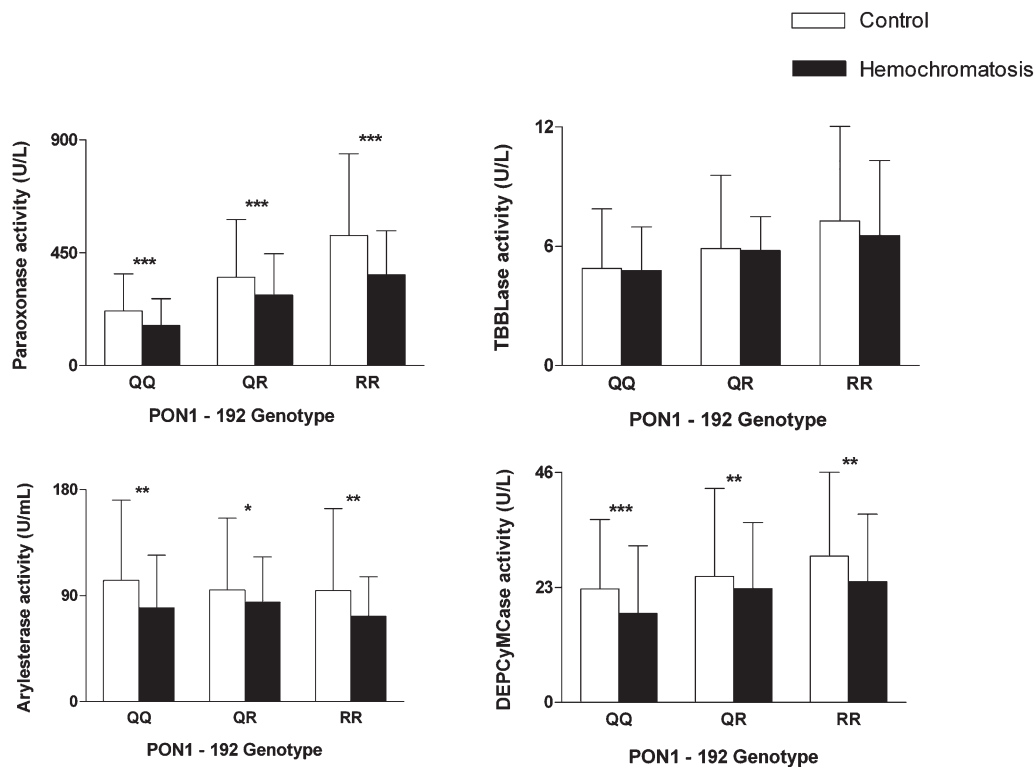 Control
Hemochromatosis
Paraoxonase activity (U/L)
900
450
0
***
***
***
QQ
QR
RR
PON1 - 192 Genotype
TBBLase activity (U/L)
12
6
0
QQ
QR
RR
PON1 - 192 Genotype
Arylesterase activity (U/mL)
180
90
0
**
*
**
QQ
QR
RR
PON1 - 192 Genotype
DEPCyMCase activity (U/L)
46
23
0
***
**
**
QQ
QR
RR
PON1 - 192 Genotype